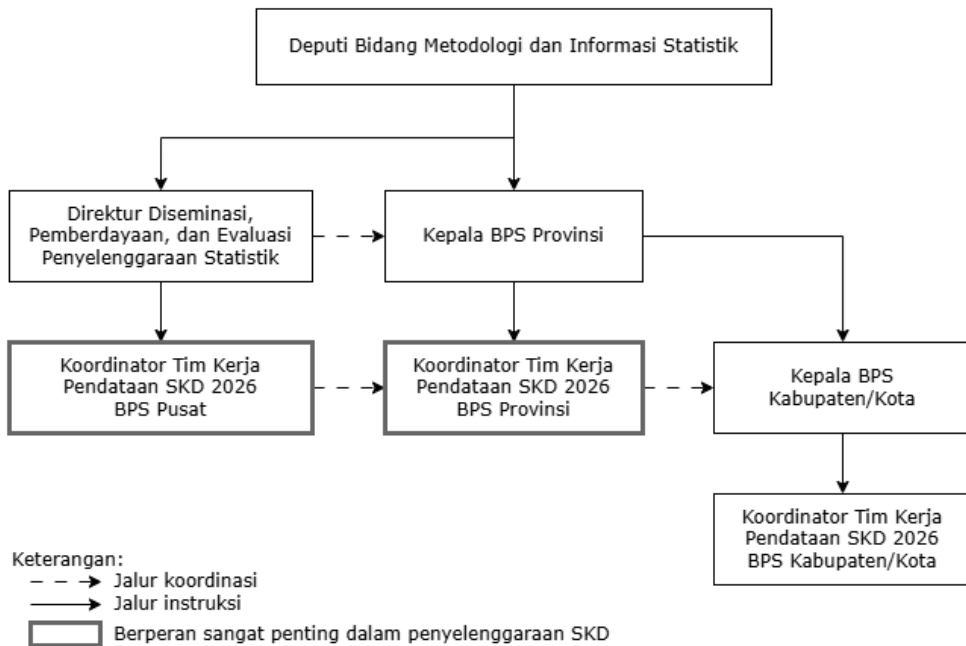 Deputi Bidang Metodologi dan Informasi Statistik
Direktur Diseminasi,
Pemberdayaan, dan Evaluasi
Penyelenggaraan Statistik
Kepala BPS Provinsi
Koordinator Tim Kerja
Pendataan SKD 2026
BPS Pusat
Koordinator Tim Kerja
Pendataan SKD 2026
BPS Provinsi
Kepala BPS
Kabupaten/Kota
Koordinator Tim Kerja
Pendataan SKD 2026
BPS Kabupaten/Kota
Keterangan:
Jalur koordinasi
Jalur instruksi
Berperan sangat penting dalam penyelenggaraan SKD